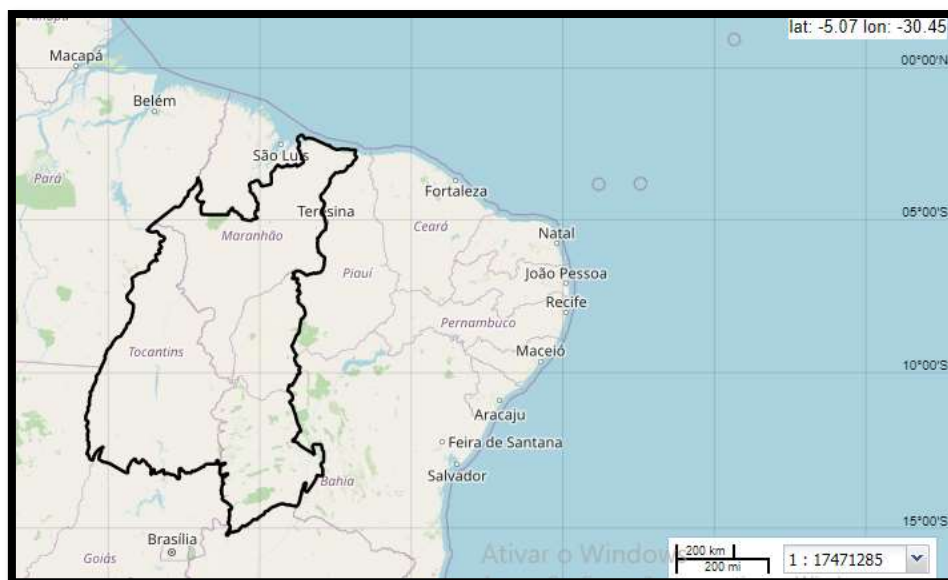 lat: -5.07 lon: -30.45
Macapá
00°00'N
Belém
São Luís
Pará
Fortaleza
Teresina
05°00'S
Ceará
Maranhão
Natal
Piauí
João Pessoa
Recife
Pernambuco
Tocantins
Maceió
10°00'S
Aracaju
Feira de Santana
Salvador
Bahia
15°00'S
Brasília
Goiás
Ativar o Windows
200 km
200 mi
1 : 17471285